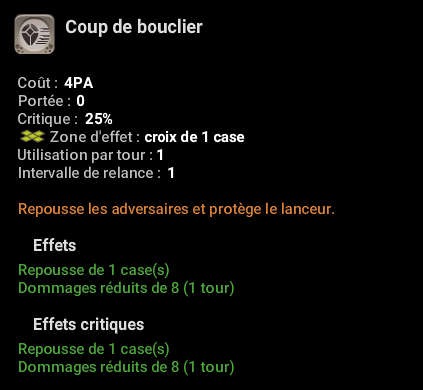 Coup de bouclier
Coût : 4PA
Portée : 0
Critique : 25%
Zone d'effet : croix de 1 case
Utilisation par tour : 1
Intervalle de relance : 1
Repousse les adversaires et protège le lanceur.
Effets
Repousse de 1 case(s)
Dommages réduits de 8 (1 tour)
Effets critiques
Repousse de 1 case(s)
Dommages réduits de 8 (1 tour)